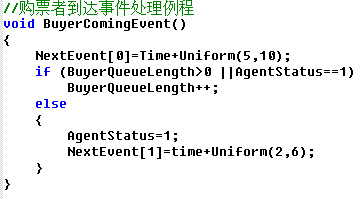 //购票者到达事件处理例程
void BuyerComingEvent()
{
    NextEvent[0]=Time+Uniform(5,10);
    if (BuyerQueueLength>0 ||AgentStatus==1)
        BuyerQueueLength++;
    else
    {
        AgentStatus=1;
        NextEvent[1]=time+Uniform(2,6);
    }
}